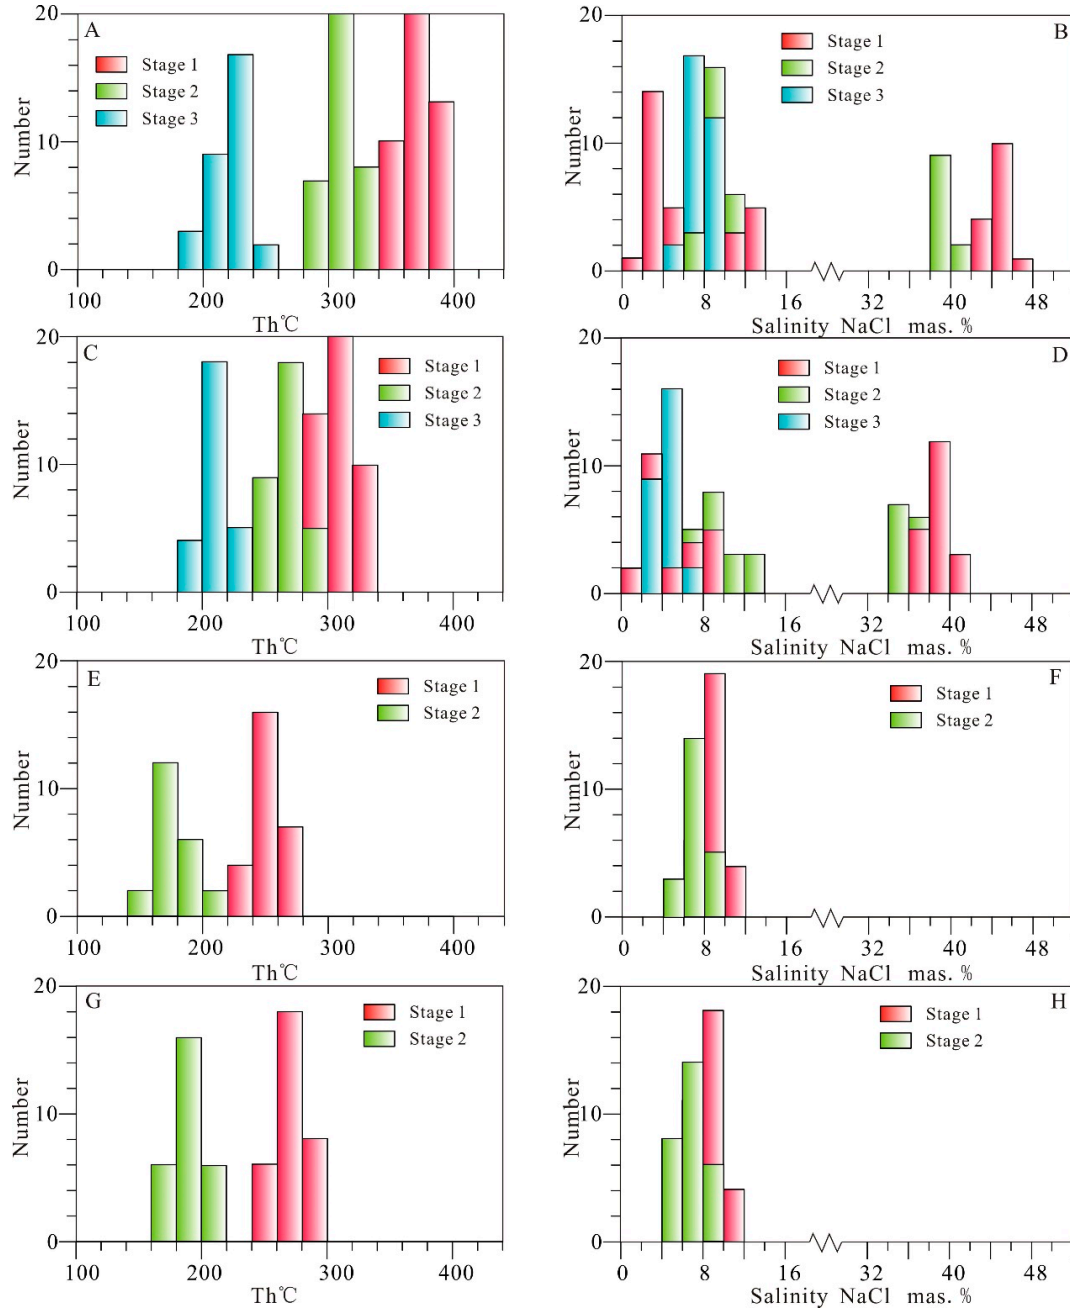 20
A
Stage 1
Stage 2
Stage 3
10
Number
0
100
200
300
400
Th℃
20
B
Stage 1
Stage 2
Stage 3
10
Number
0
0
8
16
32
40
48
Salinity NaCl mas. %
20
C
Stage 1
Stage 2
Stage 3
10
Number
0
200
300
400
Th℃
20
D
Stage 1
Stage 2
Stage 3
10
Number
0
0
8
16
32
40
48
Salinity NaCl mas. %
20
E
Stage 1
Stage 2
10
Number
0
100
200
300
400
Th℃
20
F
Stage 1
Stage 2
10
Number
0
0
8
16
32
40
48
Salinity NaCl mas. %
20
G
Stage 1
Stage 2
10
Number
0
100
200
300
400
Th℃
20
H
Stage 1
Stage 2
10
Number
0
0
8
16
32
40
48
Salinity NaCl mas. %